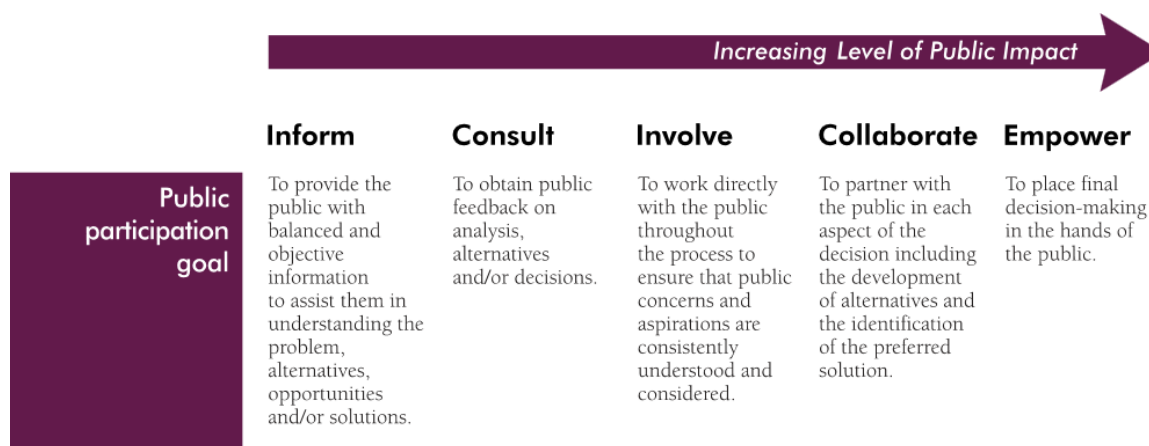 Increasing Level of Public Impact
Inform
Consult
Involve
Collaborate
Empower
Public
participation
goal
To provide the
public with
balanced and
objective
information
to assist them in
understanding the
problem,
alternatives,
opportunities
and/or solutions.
To obtain public
feedback on
analysis,
alternatives
and/or decisions.
To work directly
with the public
throughout
the process to
ensure that public
concerns and
aspirations are
consistently
understood and
considered.
To partner with
the public in each
aspect of the
decision including
the development
of alternatives and
the identification
of the preferred
solution.
To place final
decision-making
in the hands of
the public.